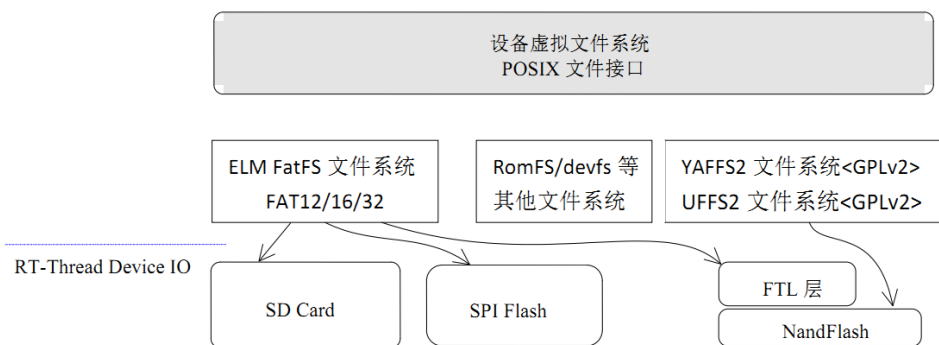 设备虚拟文件系统
POSIX 文件接口
ELM FatFS 文件系统
FAT12/16/32
RomFS/devfs 等
其他文件系统
YAFFS2 文件系统<GPLv2>
UFFS2 文件系统<GPLv2>
RT-Thread Device IO
SD Card
SPI Flash
FTL 层
NandFlash